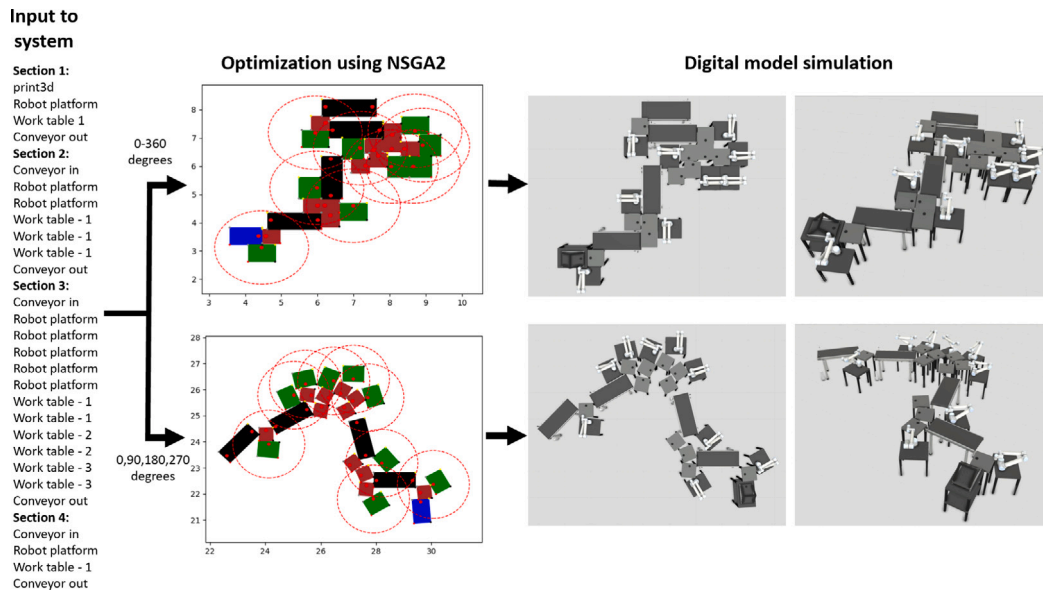 Input to
system
Section 1:
print3d
Robot platform
Work table 1
Conveyor out
Section 2:
Conveyor in
Robot platform
Robot platform
Work table - 1
Work table - 1
Work table - 1
Conveyor out
Section 3:
Conveyor in
Robot platform
Robot platform
Robot platform
Robot platform
Robot platform
Work table - 1
Work table - 1
Work table - 2
Work table - 2
Work table - 3
Work table - 3
Conveyor out
Section 4:
Conveyor in
Robot platform
Work table - 1
Conveyor out
0-360
degrees
0,90,180,270
degrees
Optimization using NSGA2
8
7
6
5
4
3
2
3 4 5 6 7 8 9 10
28
27
26
25
24
23
22
21
22 24 26 28 30
Digital model simulation